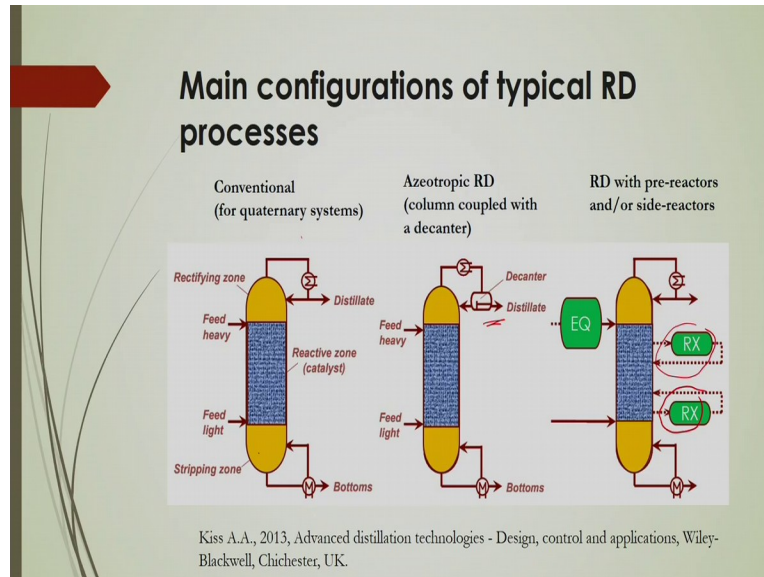 Main configurations of typical RD
processes
Conventional
(for quaternary systems)
Azeotropic RD
(column coupled with
a decanter)
RD with pre-reactors
and/or side-reactors
Rectifying zone
Distillate
Feed
heavy
Reactive zone
(catalyst)
Feed
light
Stripping zone
Bottoms
Decanter
Distillate
Feed
heavy
Feed
light
Bottoms
EQ
RX
RX
Kiss A.A., 2013, Advanced distillation technologies - Design, control and applications, Wiley-
Blackwell, Chichester, UK.